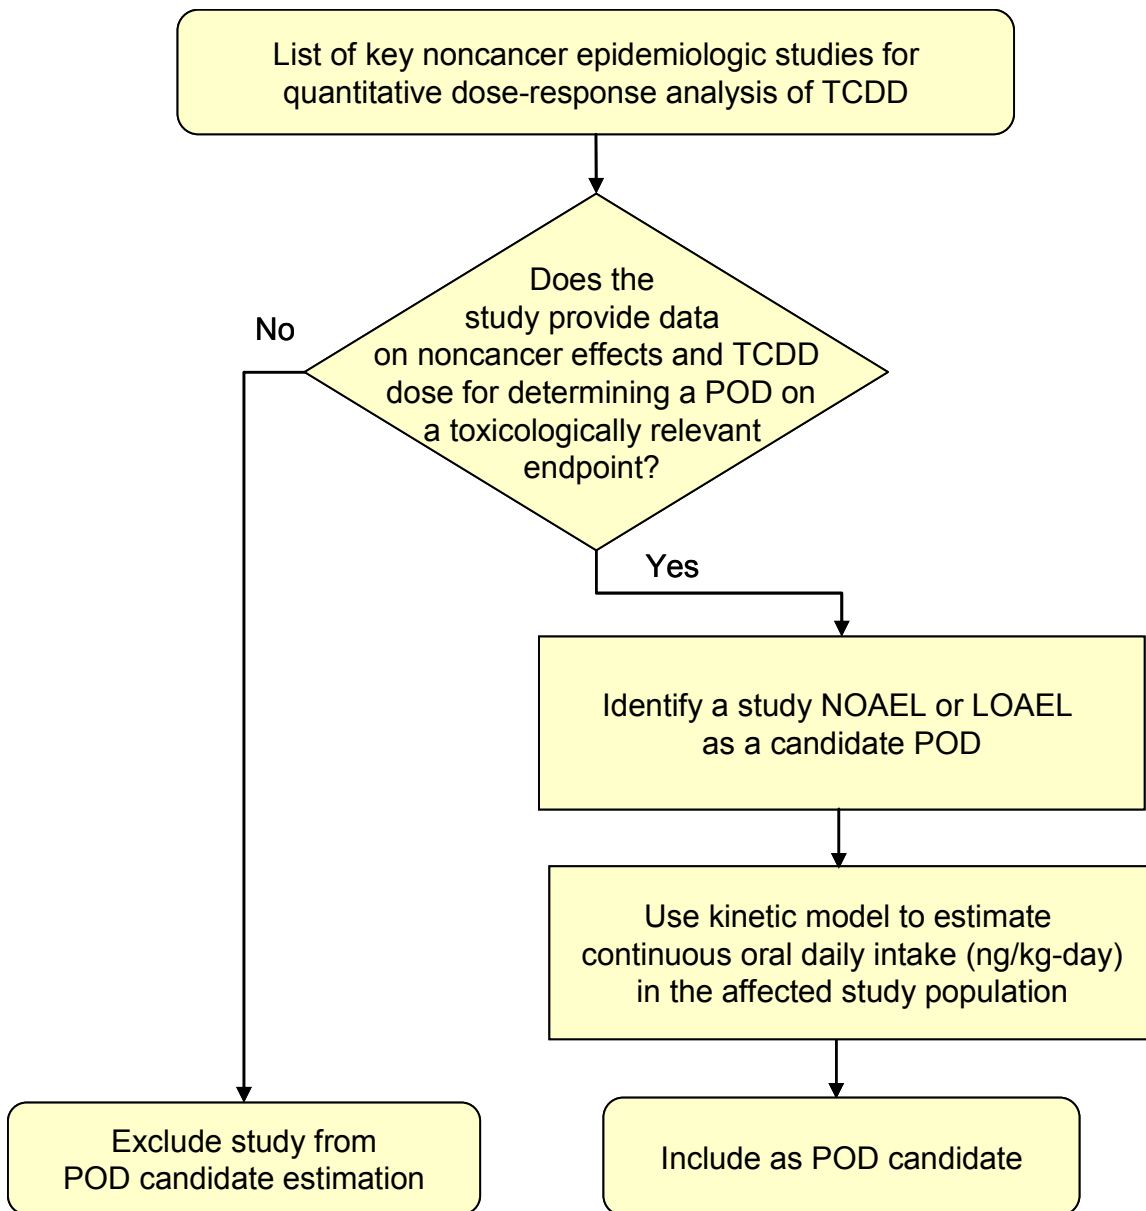 List of key noncancer epidemiologic studies for
quantitative dose-response analysis of TCDD
Does the
study provide data
on noncancer effects and TCDD
dose for determining a POD on
a toxicologically relevant
endpoint?
No
Yes
Identify a study NOAEL or LOAEL
as a candidate POD
Use kinetic model to estimate
continuous oral daily intake (ng/kg-day)
in the affected study population
Exclude study from
POD candidate estimation
Include as POD candidate